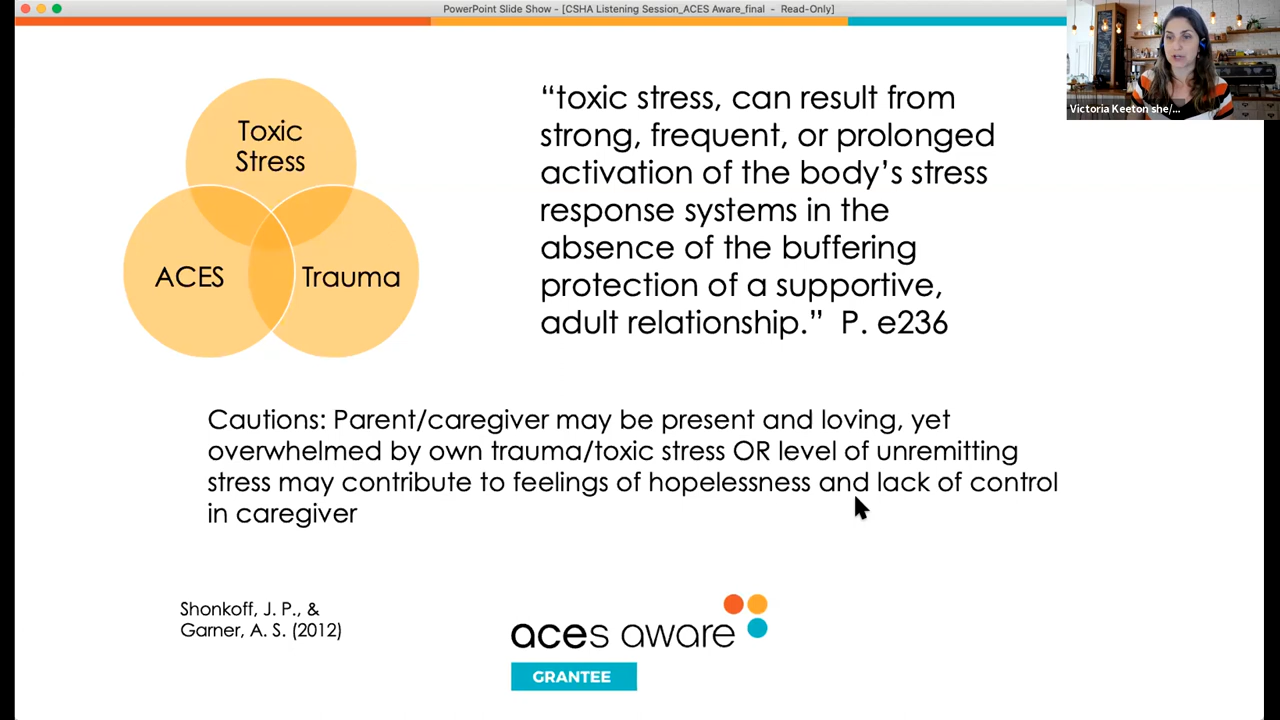 PowerPoint Slide Show - [CSHA Listening Session_ACES Aware_final - Read-Only]
Victoria Keeton she/...
Toxic
Stress
ACES
Trauma
“toxic stress, can result from
strong, frequent, or prolonged
activation of the body’s stress
response systems in the
absence of the buffering
protection of a supportive,
adult relationship.” P. e236
Cautions: Parent/caregiver may be present and loving, yet
overwhelmed by own trauma/toxic stress OR level of unremitting
stress may contribute to feelings of hopelessness and lack of control
in caregiver
Shonkoff, J. P., &
Garner, A. S. (2012)
aces aware
GRANTEE